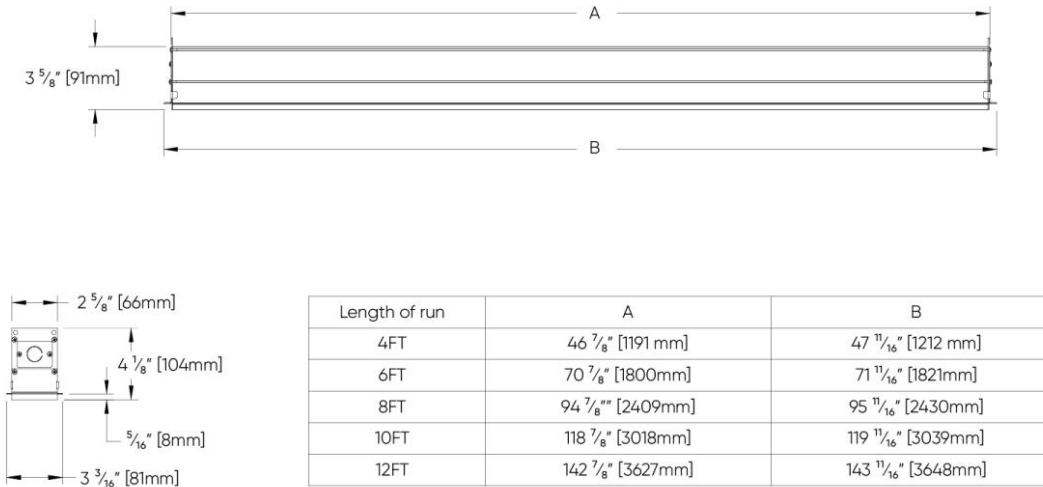 A
3 ⁵⁄₈" [91mm]
B
2 ⁵⁄₈" [66mm]
4 ¹⁄₈" [104mm]
⁵⁄₁₆" [8mm]
3 ³⁄₁₆" [81mm]
Length of run A B
4FT 46 ⁷⁄₈" [1191 mm] 47 ¹¹⁄₁₆" [1212 mm]
6FT 70 ⁷⁄₈" [1800mm] 71 ¹¹⁄₁₆" [1821mm]
8FT 94 ⁷⁄₈"" [2409mm] 95 ¹¹⁄₁₆" [2430mm]
10FT 118 ⁷⁄₈" [3018mm] 119 ¹¹⁄₁₆" [3039mm]
12FT 142 ⁷⁄₈" [3627mm] 143 ¹¹⁄₁₆" [3648mm]